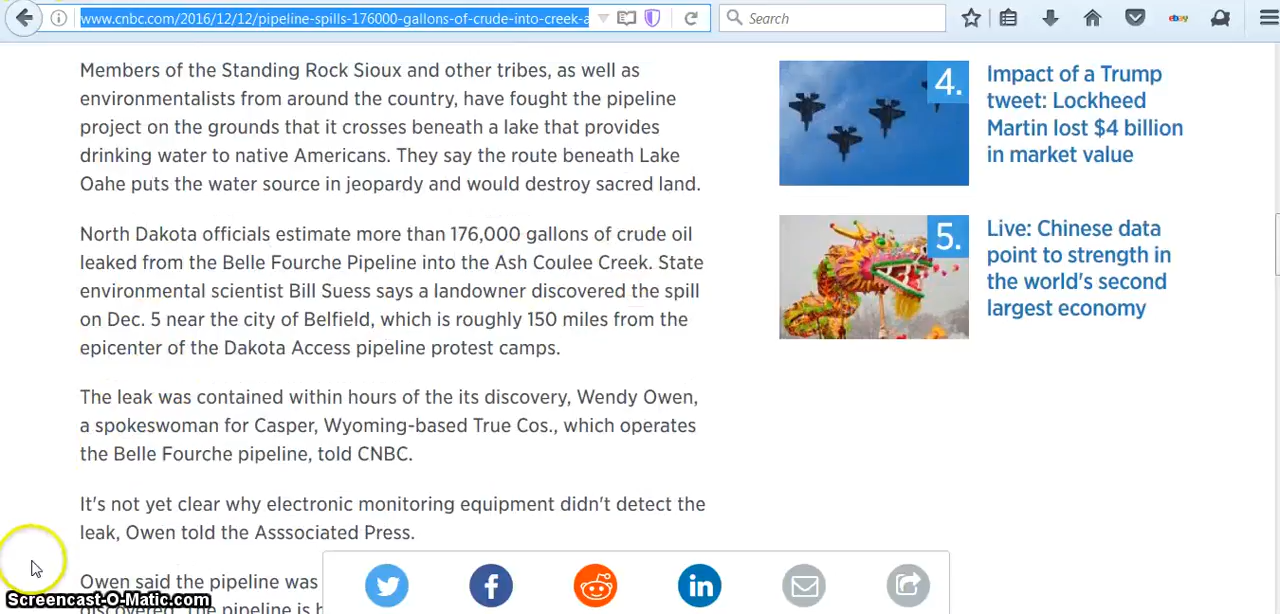 www.cnbc.com/2016/12/12/pipeline-spills-176000-gallons-of-crude-into-creek-a
Search
ebay
Members of the Standing Rock Sioux and other tribes, as well as
environmentalists from around the country, have fought the pipeline
project on the grounds that it crosses beneath a lake that provides
drinking water to native Americans. They say the route beneath Lake
Oahe puts the water source in jeopardy and would destroy sacred land.
North Dakota officials estimate more than 176,000 gallons of crude oil
leaked from the Belle Fourche Pipeline into the Ash Coulee Creek. State
environmental scientist Bill Suess says a landowner discovered the spill
on Dec. 5 near the city of Belfield, which is roughly 150 miles from the
epicenter of the Dakota Access pipeline protest camps.
The leak was contained within hours of the its discovery, Wendy Owen,
a spokeswoman for Casper, Wyoming-based True Cos., which operates
the Belle Fourche pipeline, told CNBC.
It's not yet clear why electronic monitoring equipment didn't detect the
leak, Owen told the Asssociated Press.
Owen said the pipeline was
discovered. The pipeline is
4.
Impact of a Trump
tweet: Lockheed
Martin lost $4 billion
in market value
5.
Live: Chinese data
point to strength in
the world's second
largest economy
f
in
Screencast-O-Matic.com